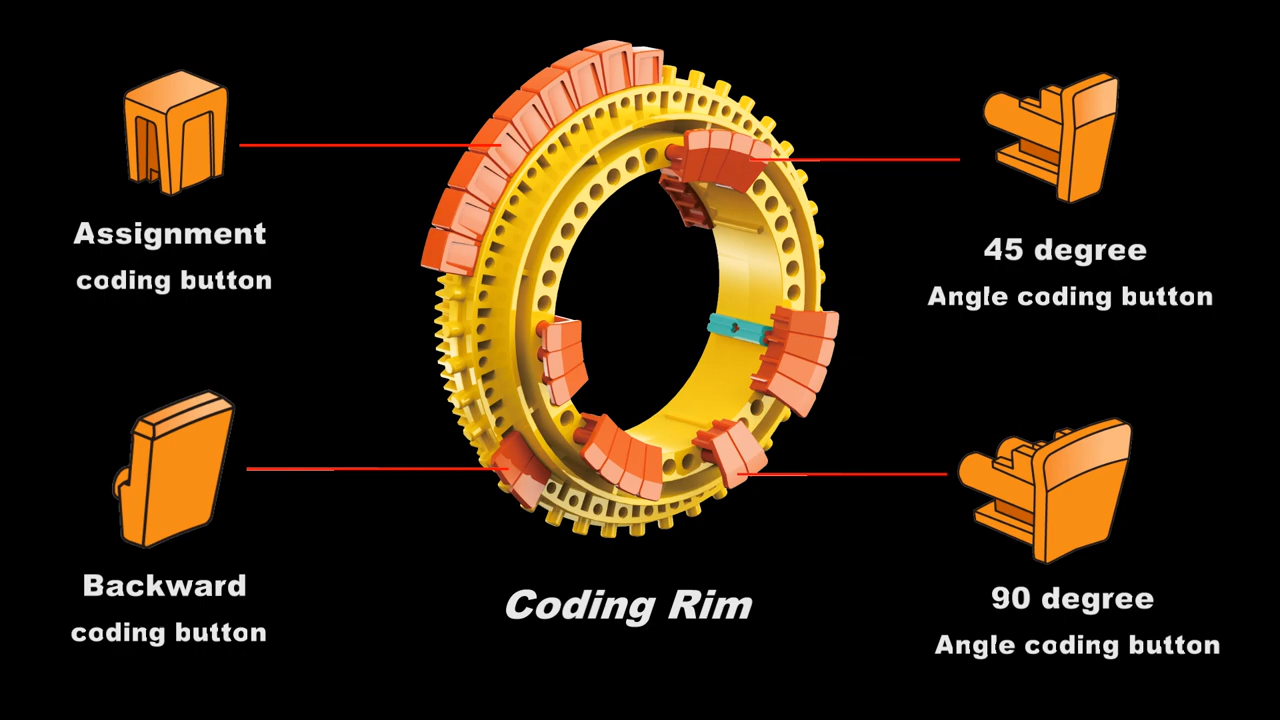 Assignment
coding button
45 degree
Angle coding button
Backward
coding button
Coding Rim
90 degree
Angle coding button